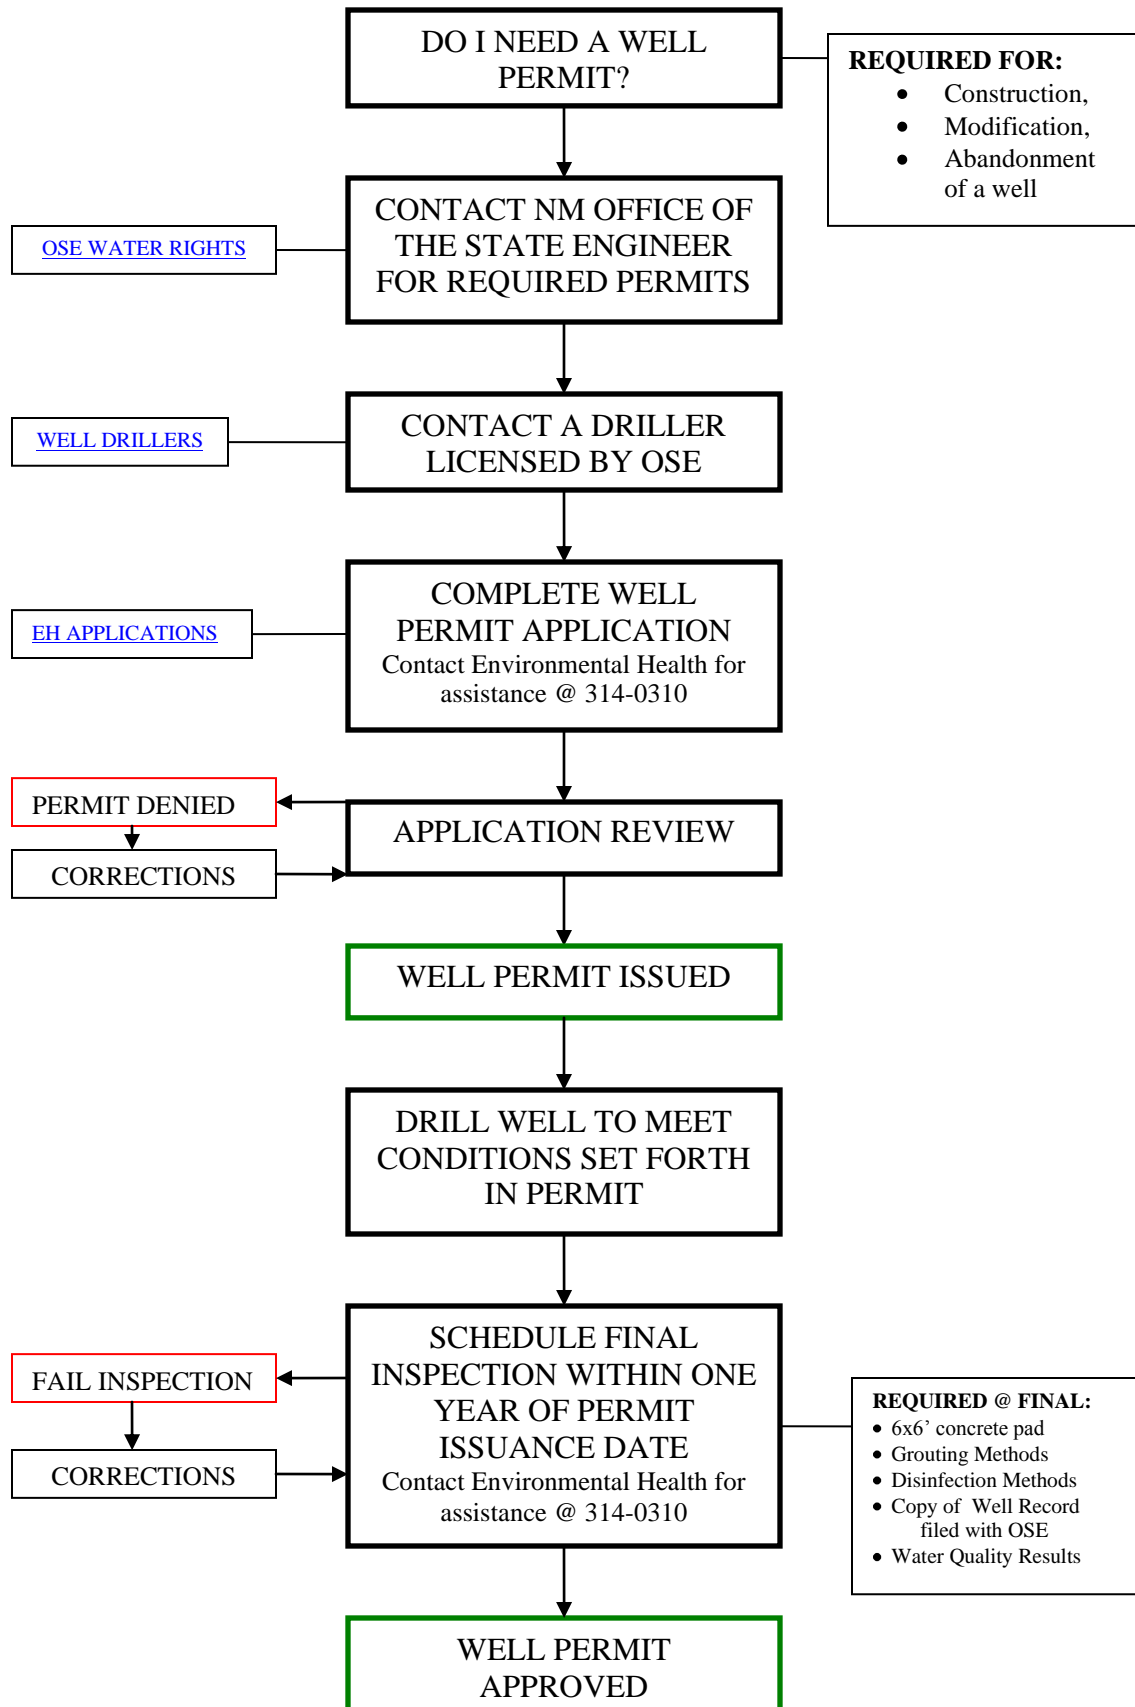 DO I NEED A WELL
PERMIT?
REQUIRED FOR:
• Construction,
• Modification,
• Abandonment
of a well
CONTACT NM OFFICE OF
THE STATE ENGINEER
FOR REQUIRED PERMITS
OSE WATER RIGHTS
CONTACT A DRILLER
LICENSED BY OSE
WELL DRILLERS
COMPLETE WELL
PERMIT APPLICATION
Contact Environmental Health for
assistance @ 314-0310
EH APPLICATIONS
PERMIT DENIED
APPLICATION REVIEW
CORRECTIONS
WELL PERMIT ISSUED
DRILL WELL TO MEET
CONDITIONS SET FORTH
IN PERMIT
SCHEDULE FINAL
INSPECTION WITHIN ONE
YEAR OF PERMIT
ISSUANCE DATE
Contact Environmental Health for
assistance @ 314-0310
FAIL INSPECTION
CORRECTIONS
REQUIRED @ FINAL:
• 6x6’ concrete pad
• Grouting Methods
• Disinfection Methods
• Copy of Well Record
filed with OSE
• Water Quality Results
WELL PERMIT
APPROVED